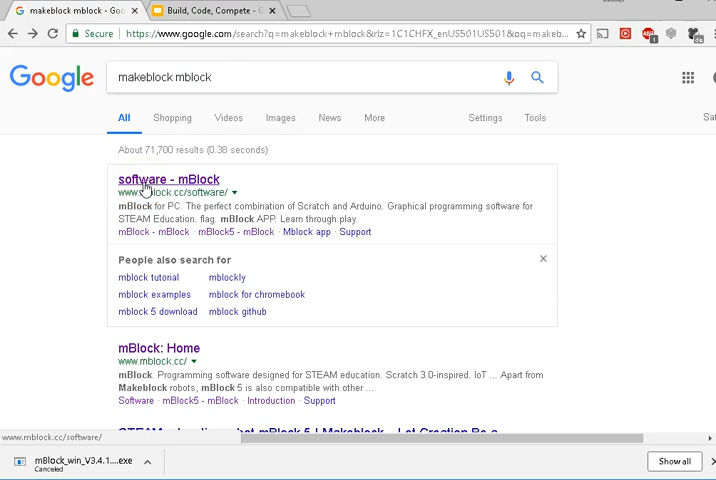 makeblock mblock - Goo
Build, Code, Compete - G
Secure
https://www.google.com/search?q=makeblock+mblock&rlz=1C1CHFX_enUS501US501&oq=makeb...
Google
makeblock mblock
All Shopping Videos Images News More Settings Tools
About 71,700 results (0.38 seconds)
software - mBlock
www.mblock.cc/software/
mBlock for PC. The perfect combination of Scratch and Arduino. Graphical programming software for
STEAM Education. flag. mBlock APP. Learn through play.
mBlock - mBlock · mBlock5 - mBlock · Mblock app · Support
People also search for
mblock tutorial mblockly
mblock examples mblock for chromebook
mblock 5 download mblock github
mBlock: Home
www.mblock.cc/
mBlock. Programming software designed for STEAM education. Scratch 3.0-inspired. IoT ... Apart from
Makeblock robots, mBlock 5 is also compatible with other ...
Software · mBlock5 - mBlock · Introduction · Support
www.mblock.cc/software/
mBlock_win_V3.4.1....exe
Canceled
Show all